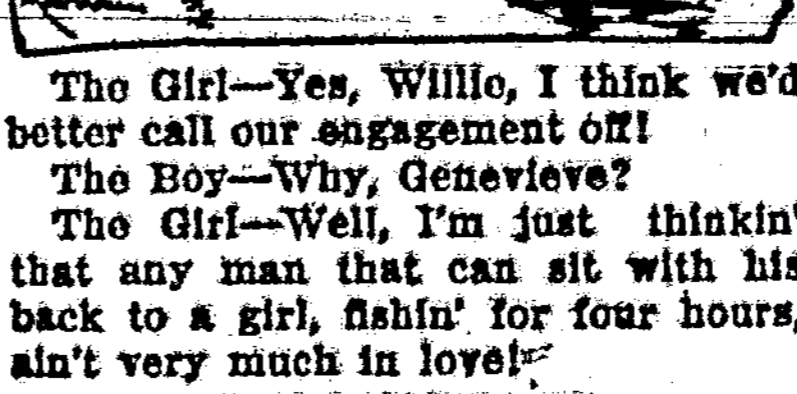 The Girl—Yes, Willie, I think we'd
better call our engagement off!
The Boy—Why, Genevieve?
The Girl—Well, I'm just thinkin'
that any man that can sit with his
back to a girl, fishin' for four hours,
ain't very much in love!